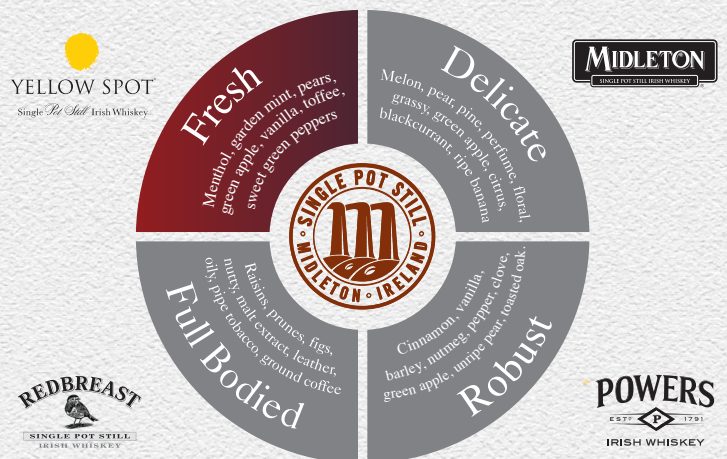 YELLOW SPOT
Single Pot Still Irish Whiskey
Fresh
Menthol, garden mint, pears,
green apple, vanilla, toffee,
sweet green peppers
Delicate
Melon, pear, pine, perfume, floral,
grassy, green apple, citrus,
blackcurrant, ripe banana
MIDLETON
SINGLE POT STILL IRISH WHISKEY
SINGLE POT STILL
MIDLETON • IRELAND
Full Bodied
Raisins, prunes, figs,
nutty, malt extract, leather,
oily, pipe tobacco, ground coffee
Robust
Cinnamon, vanilla,
barley, nutmeg, pepper, clove,
green apple, unripe pear, toasted oak.
REDBREAST
SINGLE POT STILL
IRISH WHISKEY
POWERS
ESTD P 1791
IRISH WHISKEY